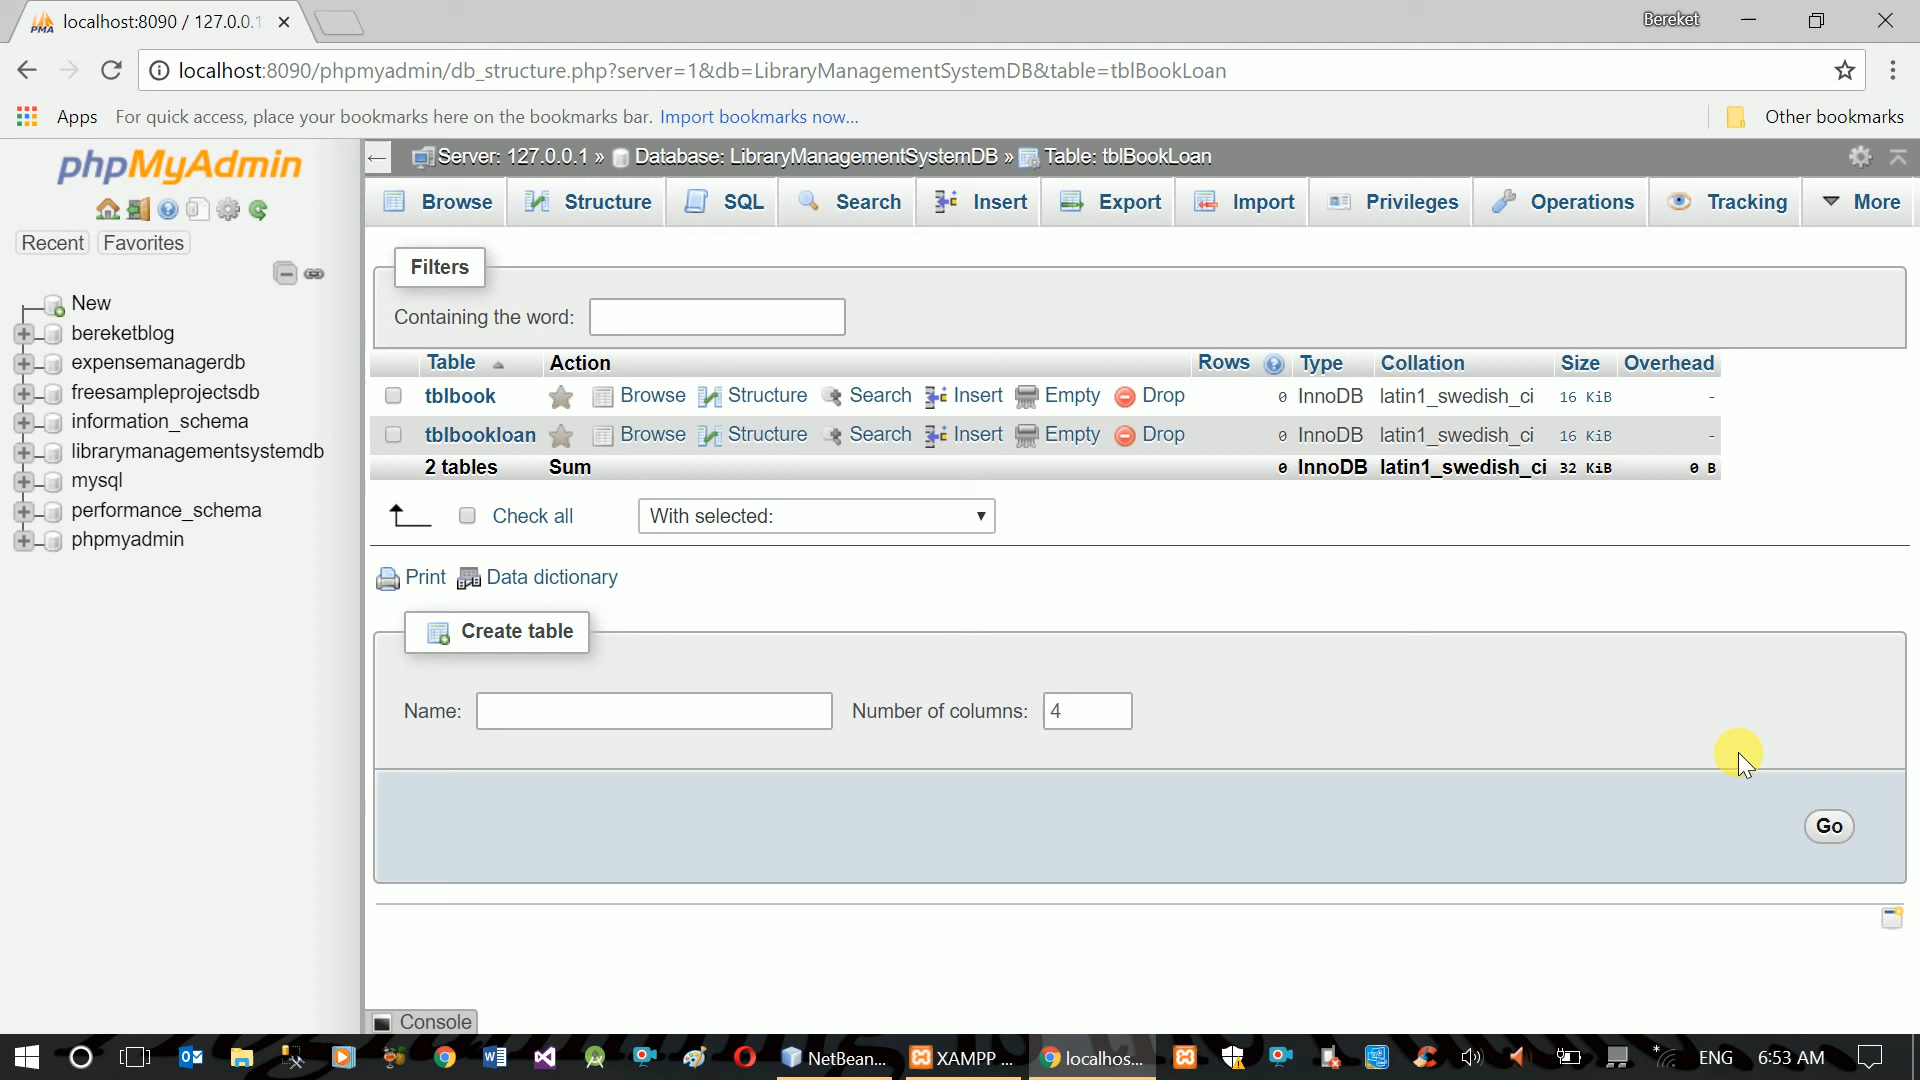 localhost:8090 / 127.0.0.1
Bereket
localhost:8090/phpmyadmin/db_structure.php?server=1&db=LibraryManagementSystemDB&table=tblBookLoan
Apps For quick access, place your bookmarks here on the bookmarks bar. Import bookmarks now... Other bookmarks
phpMyAdmin
Server: 127.0.0.1 » Database: LibraryManagementSystemDB » Table: tblBookLoan
Browse Structure SQL Search Insert Export Import Privileges Operations Tracking More
Recent Favorites
New
bereketblog
expensemanagerdb
freesampleprojectsdb
information_schema
librarymanagementsystemdb
mysql
performance_schema
phpmyadmin
Filters
Containing the word:
Table Action Rows Type Collation Size Overhead
tblbook Browse Structure Search Insert Empty Drop 0 InnoDB latin1_swedish_ci 16 KiB -
tblbookloan Browse Structure Search Insert Empty Drop 0 InnoDB latin1_swedish_ci 16 KiB -
2 tables Sum 0 InnoDB latin1_swedish_ci 32 KiB 0 B
Check all With selected:
Print Data dictionary
Create table
Name: Number of columns: 4
Go
Console
NetBean... XAMPP ... localhos... ENG 6:53 AM